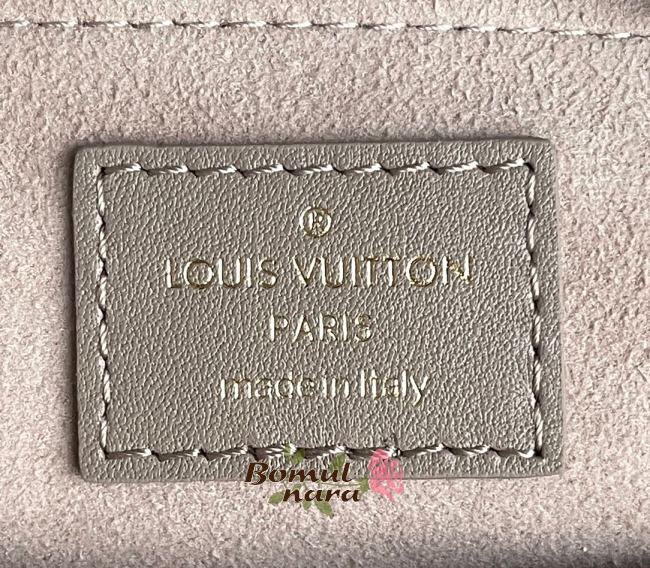 ®
LOUIS VUITTON
PARIS
made in Italy
Bomul
nara